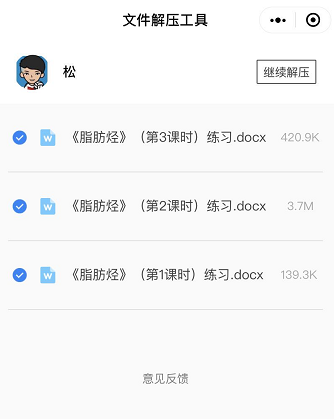 文件解压工具
松
继续解压
《脂肪烃》（第3课时）练习.docx 420.9K
《脂肪烃》（第2课时）练习.docx 3.7M
《脂肪烃》（第1课时）练习.docx 139.3K
意见反馈